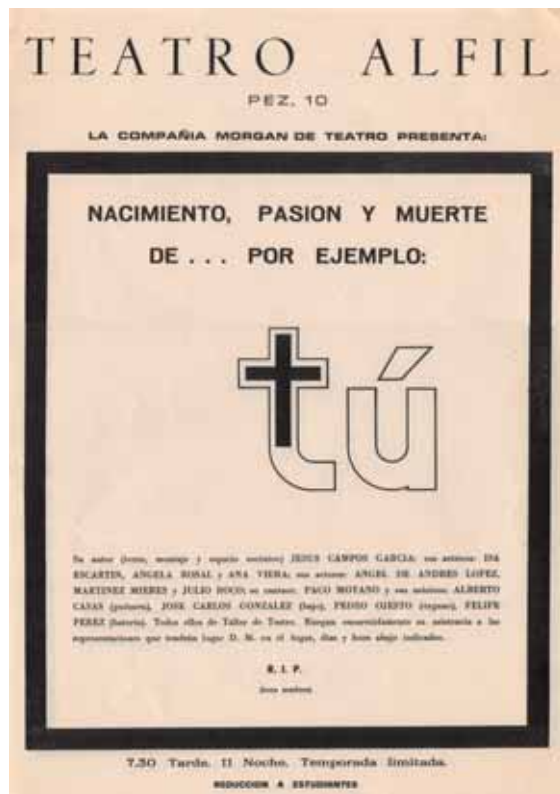 TEATRO ALFIL
PEZ, 10
LA COMPAÑIA MORGAN DE TEATRO PRESENTA:
NACIMIENTO, PASION Y MUERTE
DE . . . POR EJEMPLO:
tú
Su autor (texto, montaje y espacio escénico) JESUS CAMPOS GARCIA: sus actrices: INA
ESCARTIN, ANGELA ROSAL y ANA VIERA; sus actores: ANGEL DE ANDRES LOPEZ,
MARTINEZ MIERES y JULIO ROCO; su cantante: PACO MOYANO y sus músicos: ALBERTO
CASAS (guitarra), JOSE CARLOS GONZALEZ (bajo), PEDRO OJESTO (órgano), FELIPE
PEREZ (batería). Todos ellos de Taller de Teatro. Ruegan encarecidamente su asistencia a las
representaciones que tendrán lugar D. M. en el lugar, días y hora abajo indicados.
R. I. P.
7,30 Tarde. 11 Noche. Temporada limitada.
REDUCCION A ESTUDIANTES